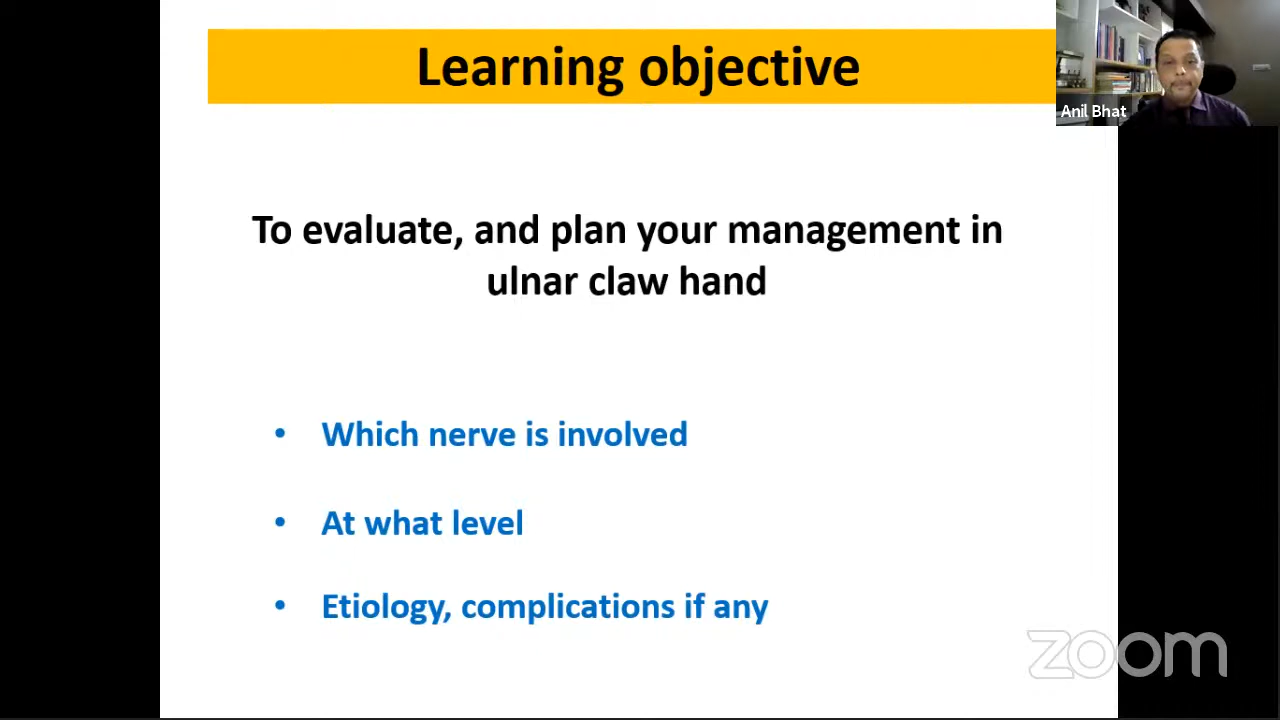 Learning objective
Anil Bhat
To evaluate, and plan your management in
ulnar claw hand
• Which nerve is involved
• At what level
• Etiology, complications if any
zoom